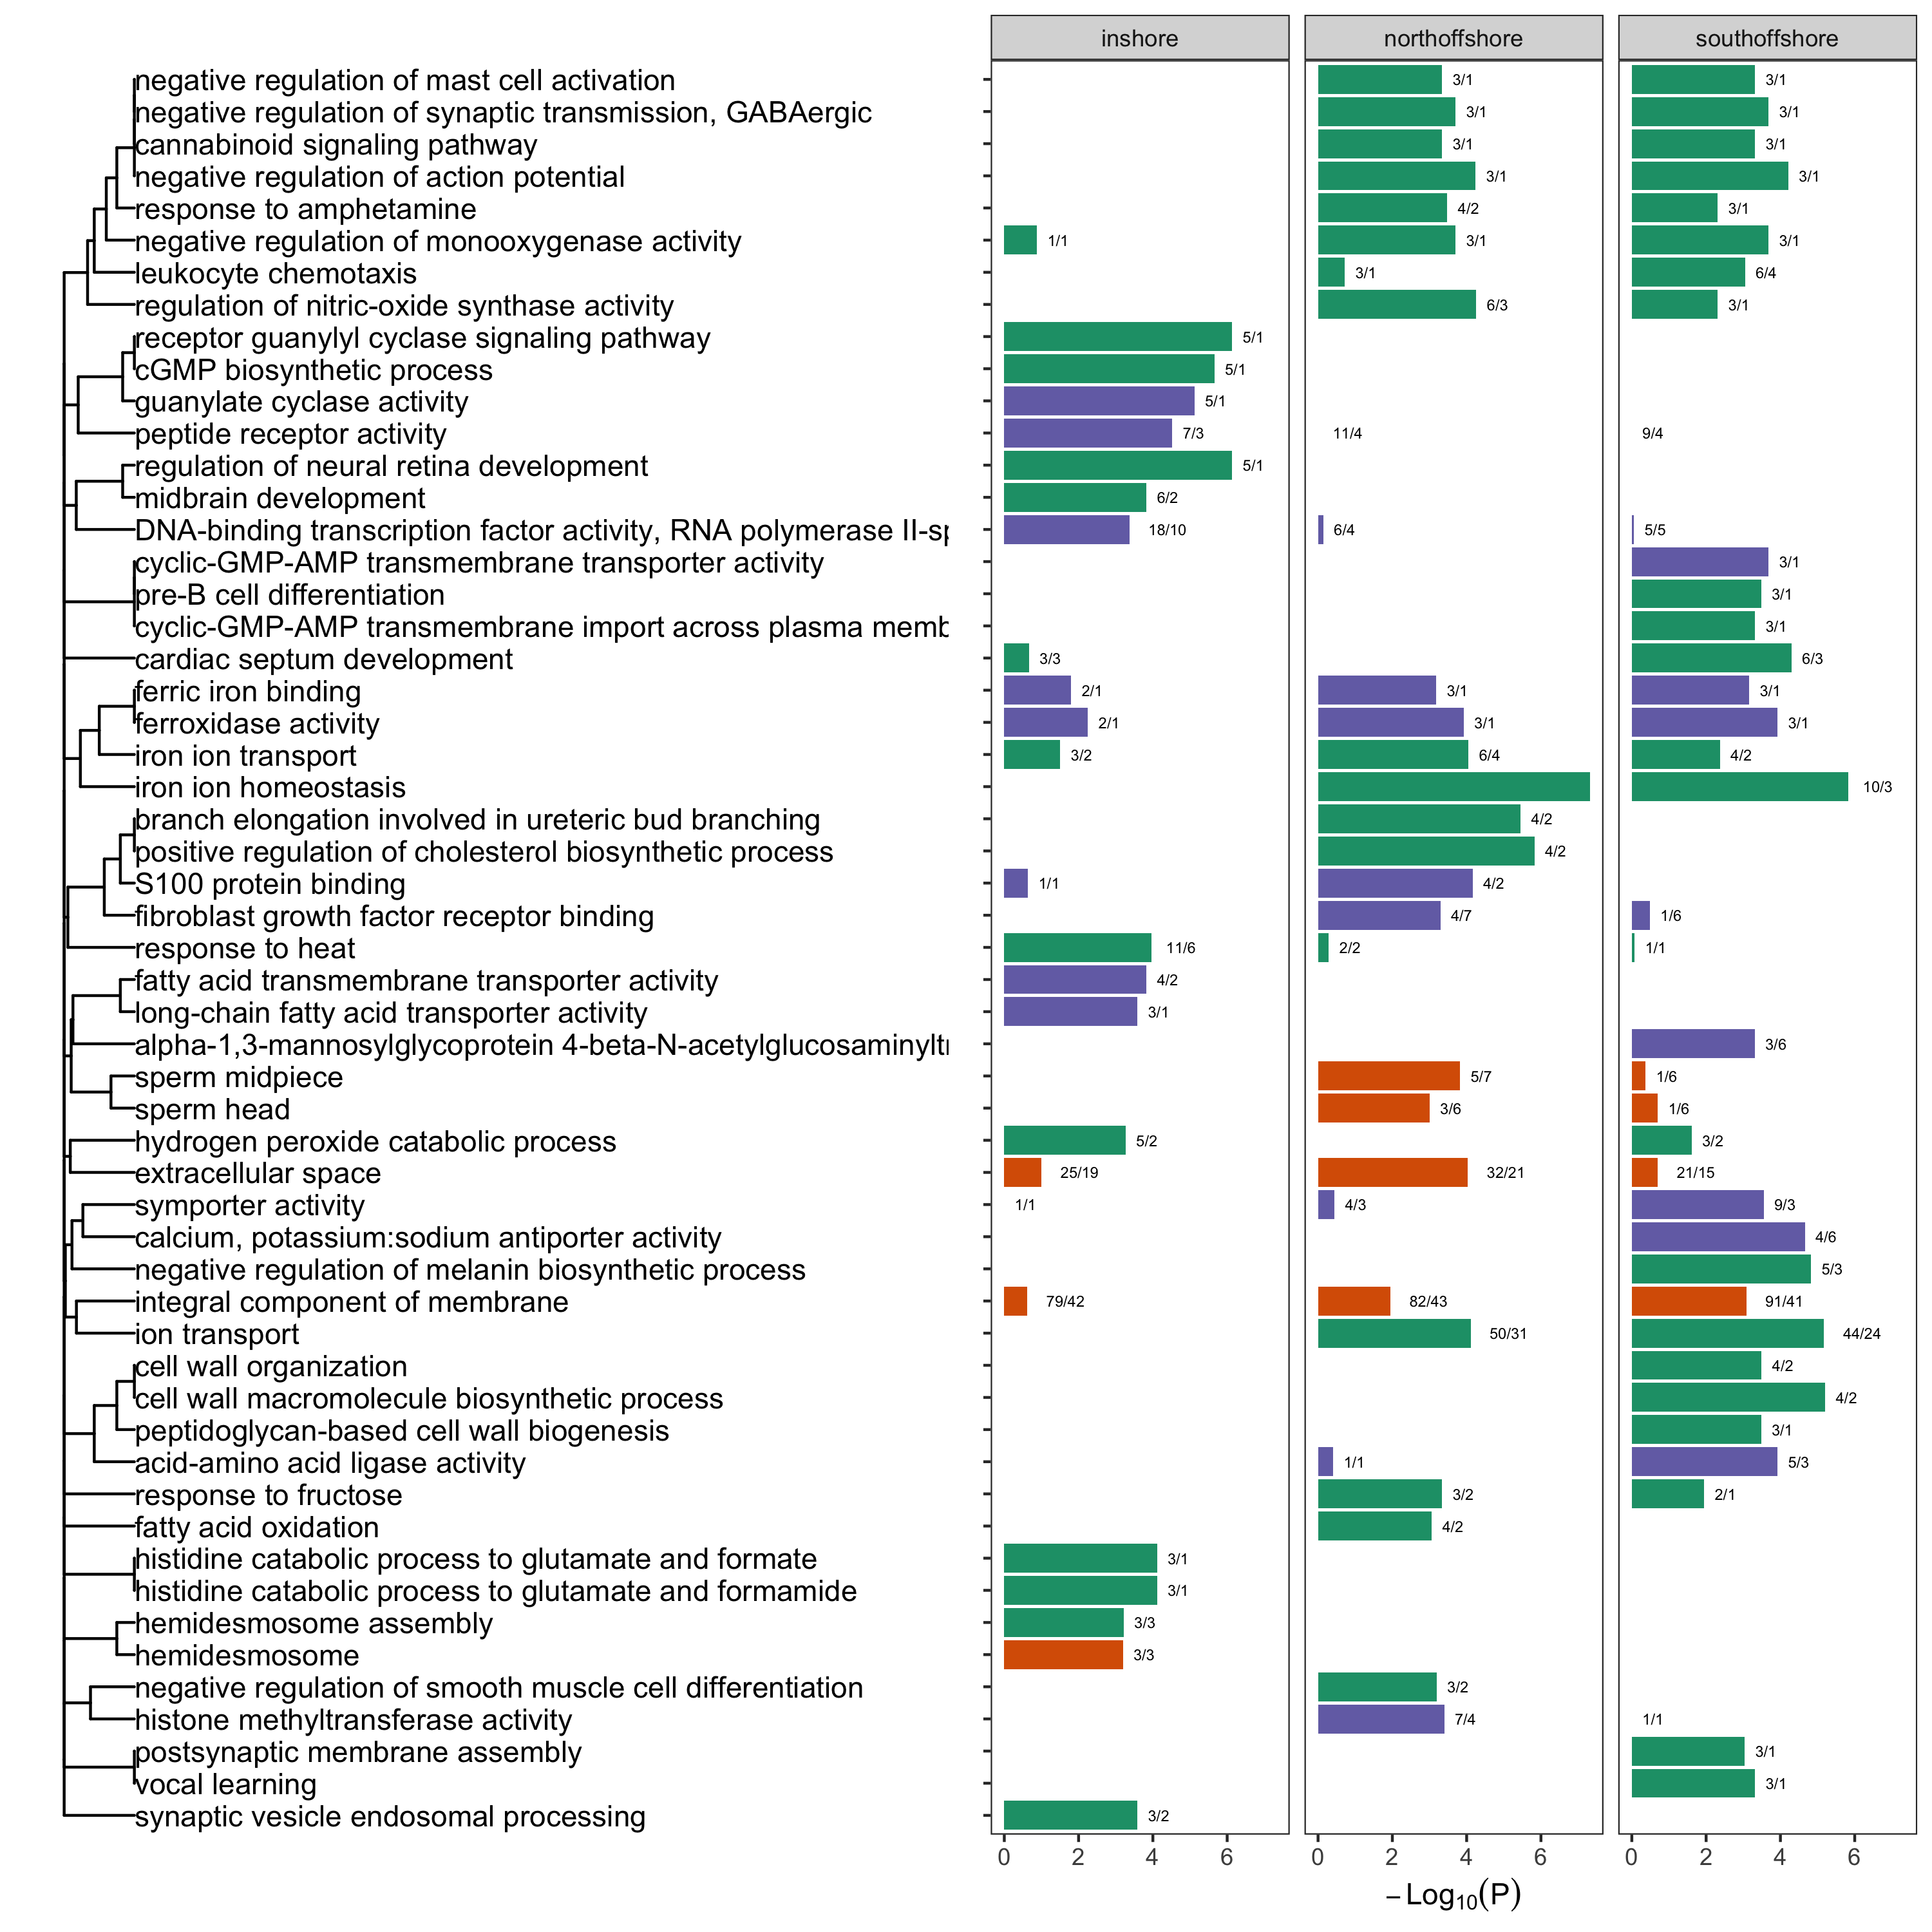 inshore northoffshore southoffshore
negative regulation of mast cell activation 3/1 3/1
negative regulation of synaptic transmission, GABAergic 3/1 3/1
cannabinoid signaling pathway 3/1 3/1
negative regulation of action potential 3/1 3/1
response to amphetamine 4/2 3/1
negative regulation of monooxygenase activity 1/1 3/1 3/1
leukocyte chemotaxis 3/1 6/4
regulation of nitric-oxide synthase activity 6/3 3/1
receptor guanylyl cyclase signaling pathway 5/1
cGMP biosynthetic process 5/1
guanylate cyclase activity 5/1
peptide receptor activity 7/3 11/4 9/4
regulation of neural retina development 5/1
midbrain development 6/2
DNA-binding transcription factor activity, RNA polymerase 18/10 6/4 5/5
cyclic-GMP-AMP transmembrane transporter activity 3/1
pre-B cell differentiation 3/1
cyclic-GMP-AMP transmembrane import across plasma 3/1
cardiac septum development 3/3 6/3
ferric iron binding 2/1 3/1 3/1
ferroxidase activity 2/1 3/1 3/1
iron ion transport 3/2 6/4 4/2
iron ion homeostasis 10/3
branch elongation involved in ureteric bud branching 4/2
positive regulation of cholesterol biosynthetic process 4/2
S100 protein binding 1/1 4/2
fibroblast growth factor receptor binding 4/7 1/6
response to heat 11/6 2/2 1/1
fatty acid transmembrane transporter activity 4/2
long-chain fatty acid transporter activity 3/1
alpha-1,3-mannosylglycoprotein 3/6
sperm midpiece 5/7 1/6
sperm head 3/6 1/6
hydrogen peroxide catabolic process 5/2 3/2
extracellular space 25/19 32/21 21/15
symporter activity 1/1 4/3 9/3
calcium, potassium:sodium antiporter activity 4/6
negative regulation of melanin biosynthetic process 5/3
integral component of membrane 79/42 82/43 91/41
ion transport 50/31 44/24
cell wall organization 4/2
cell wall macromolecule biosynthetic process 4/2
peptidoglycan-based cell wall biogenesis 3/1
acid-amino acid ligase activity 1/1 5/3
response to fructose 3/2 2/1
fatty acid oxidation 4/2
histidine catabolic process to glutamate and formate 3/1
histidine catabolic process to glutamate and formamide 3/1
hemidesmosome assembly 3/3
hemidesmosome 3/3
negative regulation of smooth muscle cell differentiation 3/2
histone methyltransferase activity 7/4 1/1
postsynaptic membrane assembly 3/1
vocal learning 3/1
synaptic vesicle endosomal processing 3/2
0 2 4 6 0 2 4 6 0 2 4 6
−Log10(P)